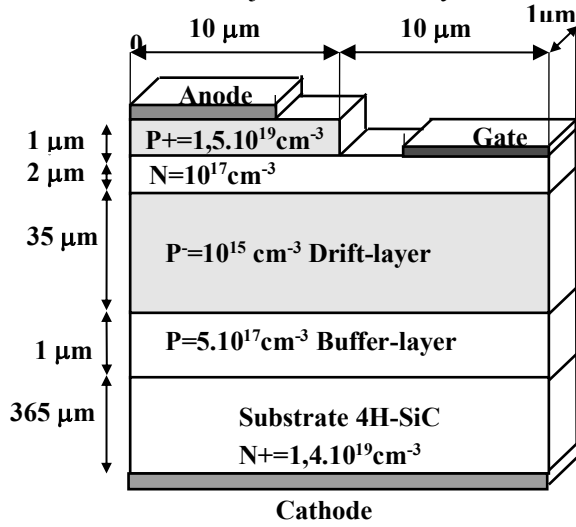 1µm
10 µm 10 µm
0
Anode
1 µm
P+=1,5.10¹⁹cm⁻³
Gate
2 µm
N=10¹⁷cm⁻³
35 µm
P⁻=10¹⁵ cm⁻³ Drift-layer
1 µm
P=5.10¹⁷cm⁻³ Buffer-layer
365 µm
Substrate 4H-SiC
N+=1,4.10¹⁹cm⁻³
Cathode